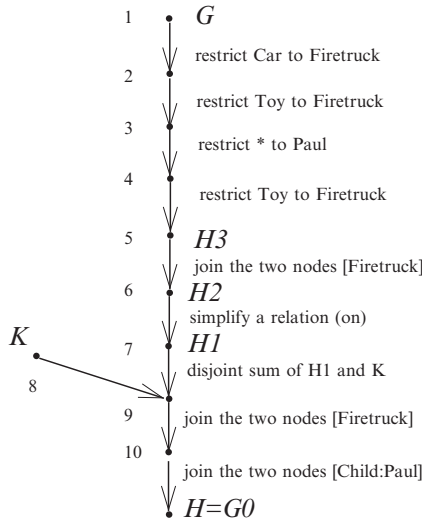 1 G
restrict Car to Firetruck
2
restrict Toy to Firetruck
3
restrict * to Paul
4
restrict Toy to Firetruck
5 H3
join the two nodes [Firetruck]
6 H2
simplify a relation (on)
7 H1
K
disjoint sum of H1 and K
8
9 join the two nodes [Firetruck]
10
join the two nodes [Child:Paul]
H=G0